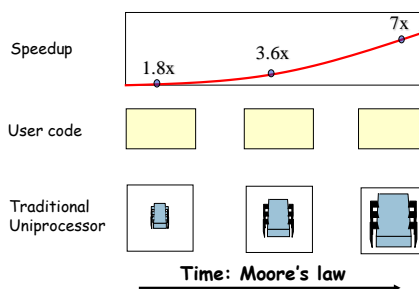 7x
Speedup
3.6x
1.8x
User code
Traditional
Uniprocessor
Time: Moore's law